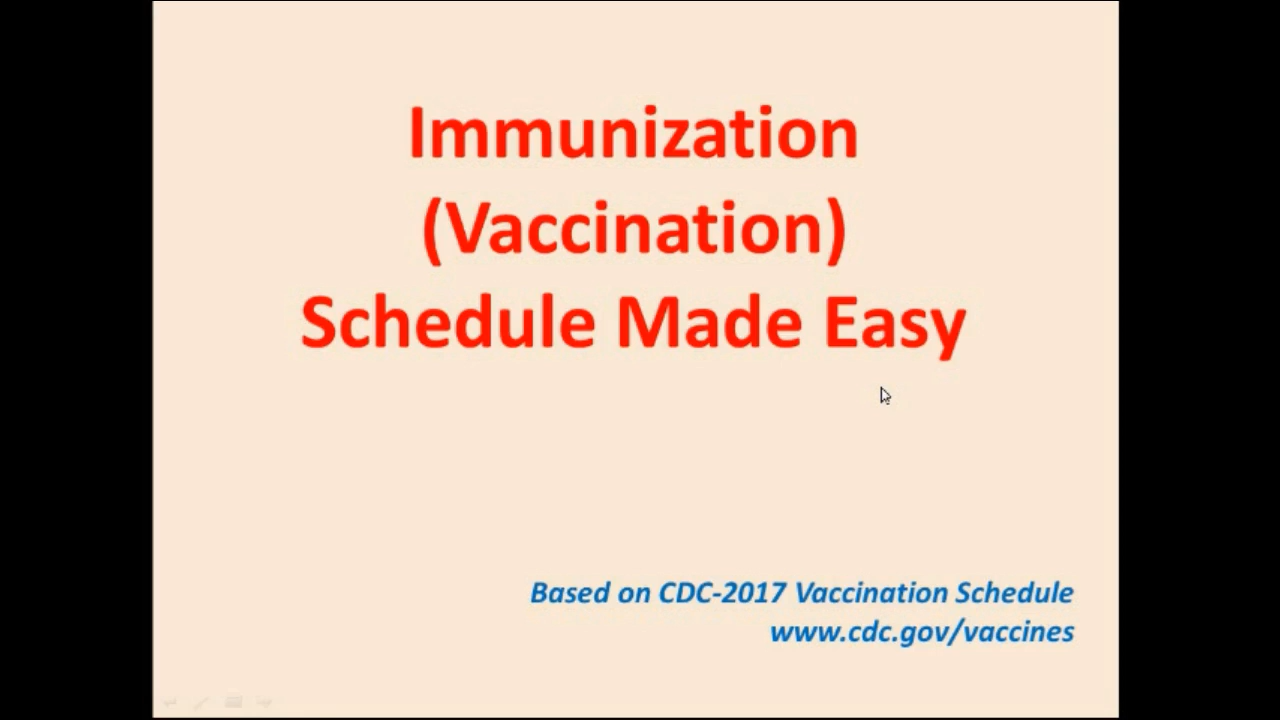 Immunization
(Vaccination)
Schedule Made Easy
Based on CDC-2017 Vaccination Schedule
www.cdc.gov/vaccines